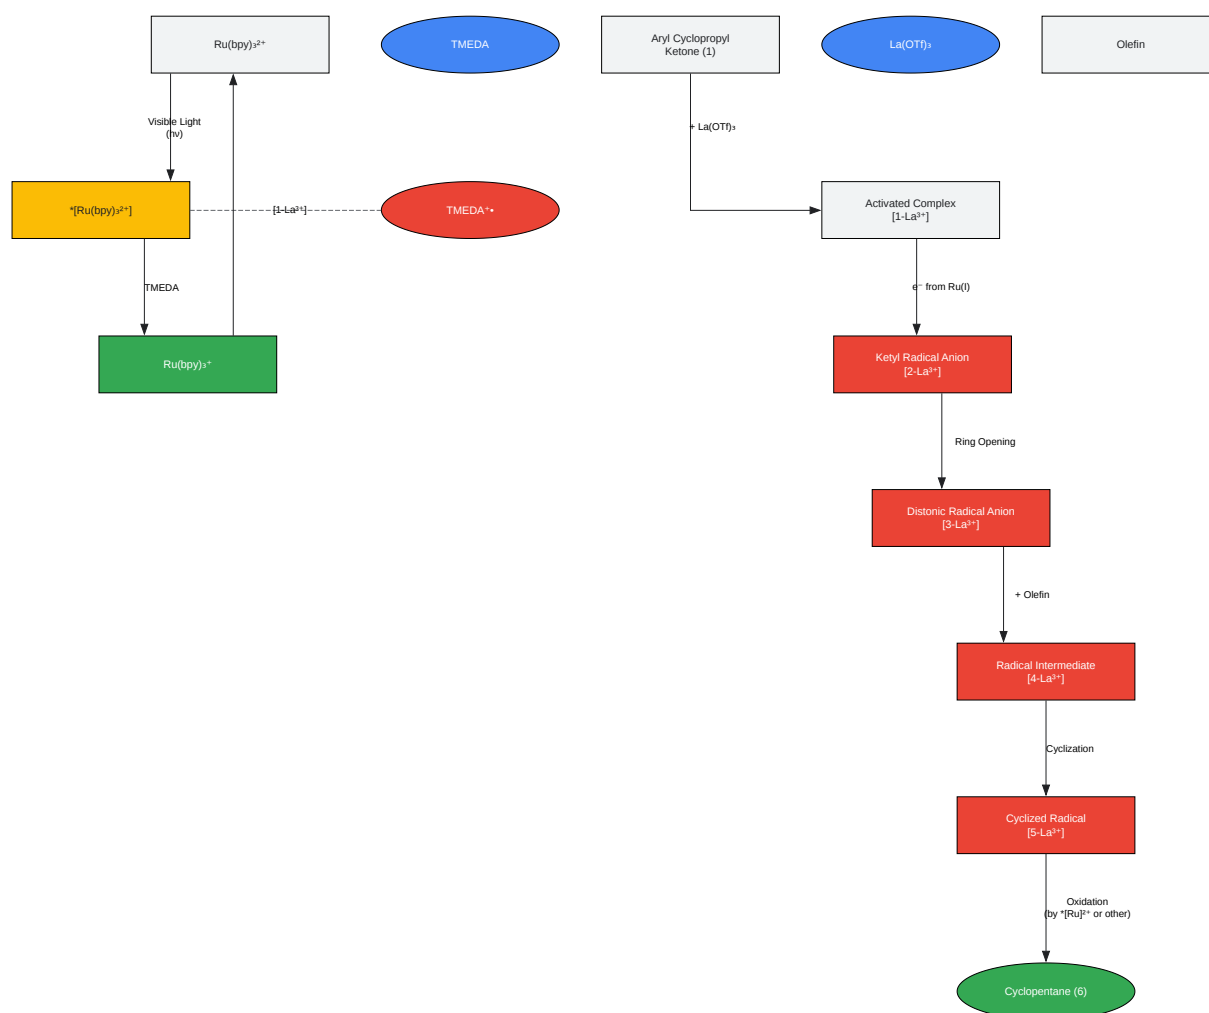 Ru(bpy)₃²⁺
TMEDA
Aryl Cyclopropyl
Ketone (1)
La(OTf)₃
Olefin
Visible Light
(hν)
+ La(OTf)₃
*[Ru(bpy)₃²⁺]
[1-La³⁺]
TMEDA⁺•
Activated Complex
[1-La³⁺]
TMEDA
e⁻ from Ru(I)
Ru(bpy)₃⁺
Ketyl Radical Anion
[2-La³⁺]
Ring Opening
Distonic Radical Anion
[3-La³⁺]
+ Olefin
Radical Intermediate
[4-La³⁺]
Cyclization
Cyclized Radical
[5-La³⁺]
Oxidation
(by *[Ru]²⁺ or other)
Cyclopentane (6)